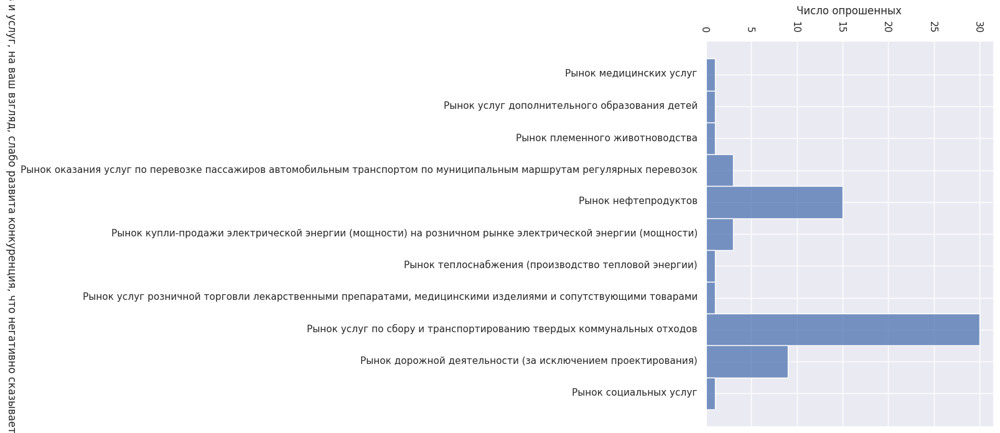 Число опрошенных
0 5 10 15 20 25 30
Рынок медицинских услуг
Рынок услуг дополнительного образования детей
Рынок племенного животноводства
Рынок оказания услуг по перевозке пассажиров автомобильным транспортом по муниципальным маршрутам регулярных перевозок
Рынок нефтепродуктов
Рынок купли-продажи электрической энергии (мощности) на розничном рынке электрической энергии (мощности)
Рынок теплоснабжения (производство тепловой энергии)
Рынок услуг розничной торговли лекарственными препаратами, медицинскими изделиями и сопутствующими товарами
Рынок услуг по сбору и транспортированию твердых коммунальных отходов
Рынок дорожной деятельности (за исключением проектирования)
Рынок социальных услуг
и услуг, на ваш взгляд, слабо развита конкуренция, что негативно сказывает